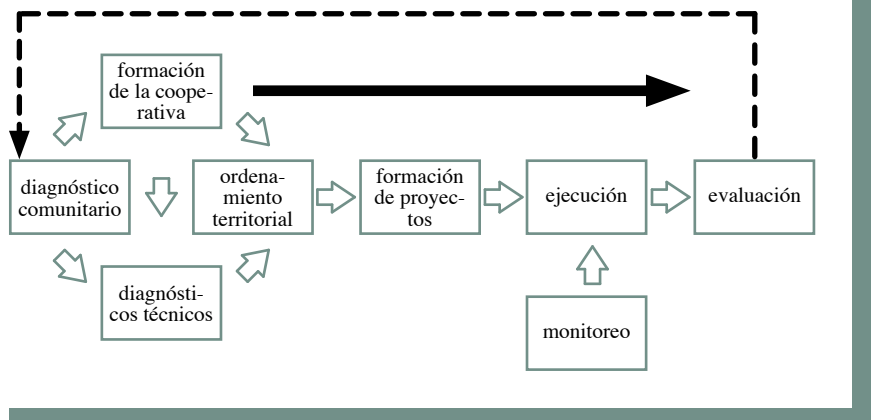 formación
de la coope-
rativa
diagnóstico
comunitario
ordena-
miento
territorial
formación
de proyec-
tos
ejecución
evaluación
diagnósti-
cos técnicos
monitoreo